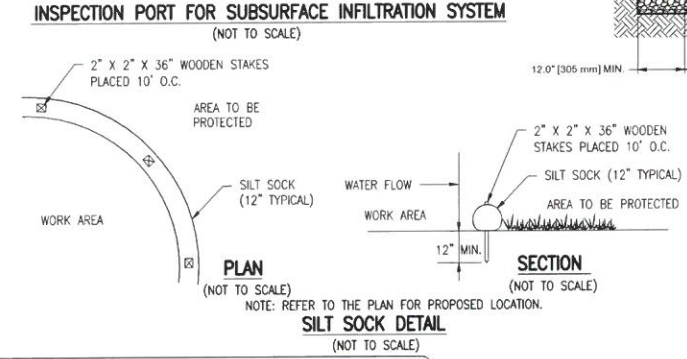 INSPECTION PORT FOR SUBSURFACE INFILTRATION SYSTEM
(NOT TO SCALE)
12.0" [305 mm] MIN.
2" X 2" X 36" WOODEN STAKES
PLACED 10' O.C.
AREA TO BE
PROTECTED
SILT SOCK
(12" TYPICAL)
WORK AREA
PLAN
(NOT TO SCALE)
2" X 2" X 36" WOODEN
STAKES PLACED 10' O.C.
SILT SOCK (12" TYPICAL)
WATER FLOW
AREA TO BE PROTECTED
WORK AREA
12" MIN.
SECTION
(NOT TO SCALE)
NOTE: REFER TO THE PLAN FOR PROPOSED LOCATION.
SILT SOCK DETAIL
(NOT TO SCALE)